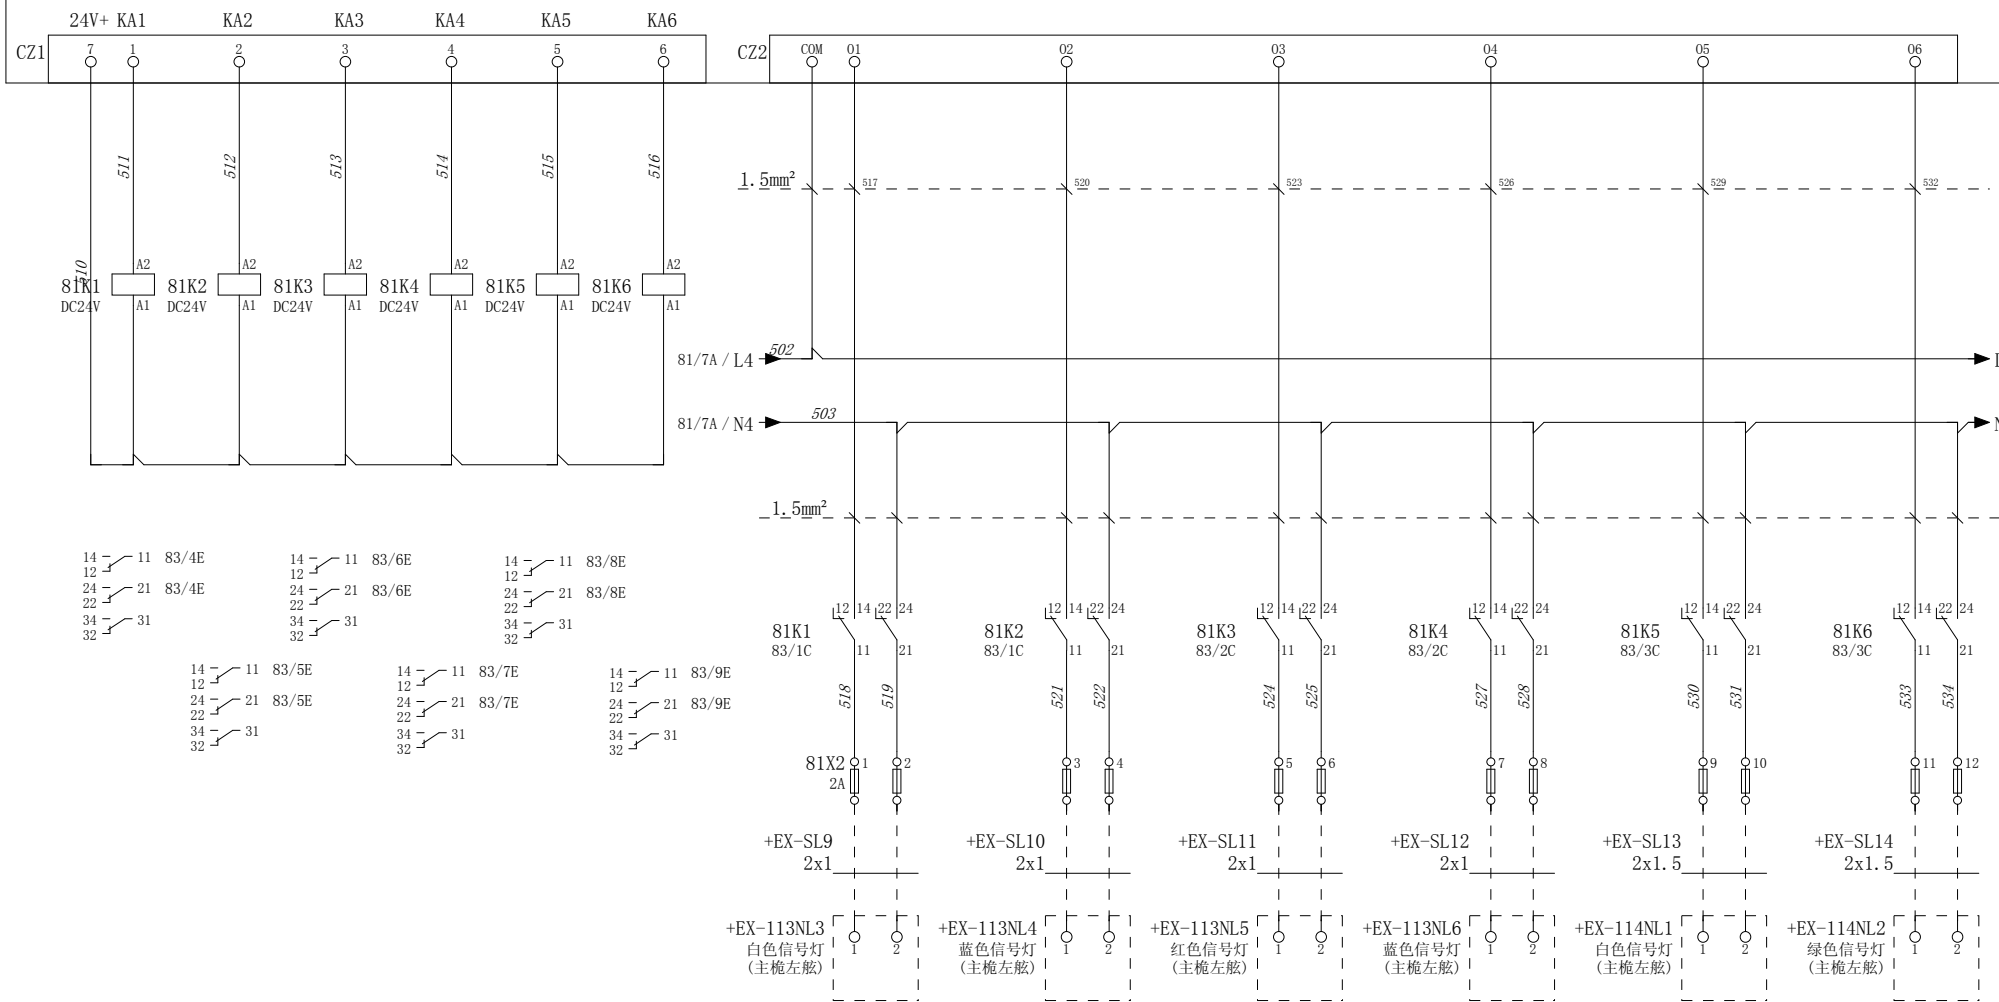 24V+ KA1 KA2 KA3 KA4 KA5 KA6
CZ1 7 1 2 3 4 5 6
CZ2 COM 01 02 03 04 05 06
511 512 513 514 515 516
1.5mm² 517 520 523 526 529 532
510
A2 A2 A2 A2 A2 A2
81K1 81K2 81K3 81K4 81K5 81K6
DC24V A1 DC24V A1 DC24V A1 DC24V A1 DC24V A1 DC24V A1
81/7A / L4 502
81/7A / N4 503
1.5mm²
14 11 83/4E
12
24 21 83/4E
22
34 31
32
14 11 83/6E
12
24 21 83/6E
22
34 31
32
14 11 83/8E
12
24 21 83/8E
22
34 31
32
14 11 83/5E
12
24 21 83/5E
22
34 31
32
14 11 83/7E
12
24 21 83/7E
22
34 31
32
14 11 83/9E
12
24 21 83/9E
22
34 31
32
12 14 22 24 12 14 22 24 12 14 22 24 12 14 22 24 12 14 22 24 12 14 22 24
81K1 81K2 81K3 81K4 81K5 81K6
83/1C 11 21 83/1C 11 21 83/2C 11 21 83/2C 11 21 83/3C 11 21 83/3C 11 21
518 519 521 522 524 525 527 528 530 531 533 534
81X2 1 2 3 4 5 6 7 8 9 10 11 12
2A
+EX-SL9 +EX-SL10 +EX-SL11 +EX-SL12 +EX-SL13 +EX-SL14
2x1 2x1 2x1 2x1 2x1.5 2x1.5
+EX-113NL3 +EX-113NL4 +EX-113NL5 +EX-113NL6 +EX-114NL1 +EX-114NL2
白色信号灯 1 2 蓝色信号灯 1 2 红色信号灯 1 2 蓝色信号灯 1 2 白色信号灯 1 2 绿色信号灯 1 2
(主桅左舷) (主桅左舷) (主桅左舷) (主桅左舷) (主桅左舷) (主桅左舷)